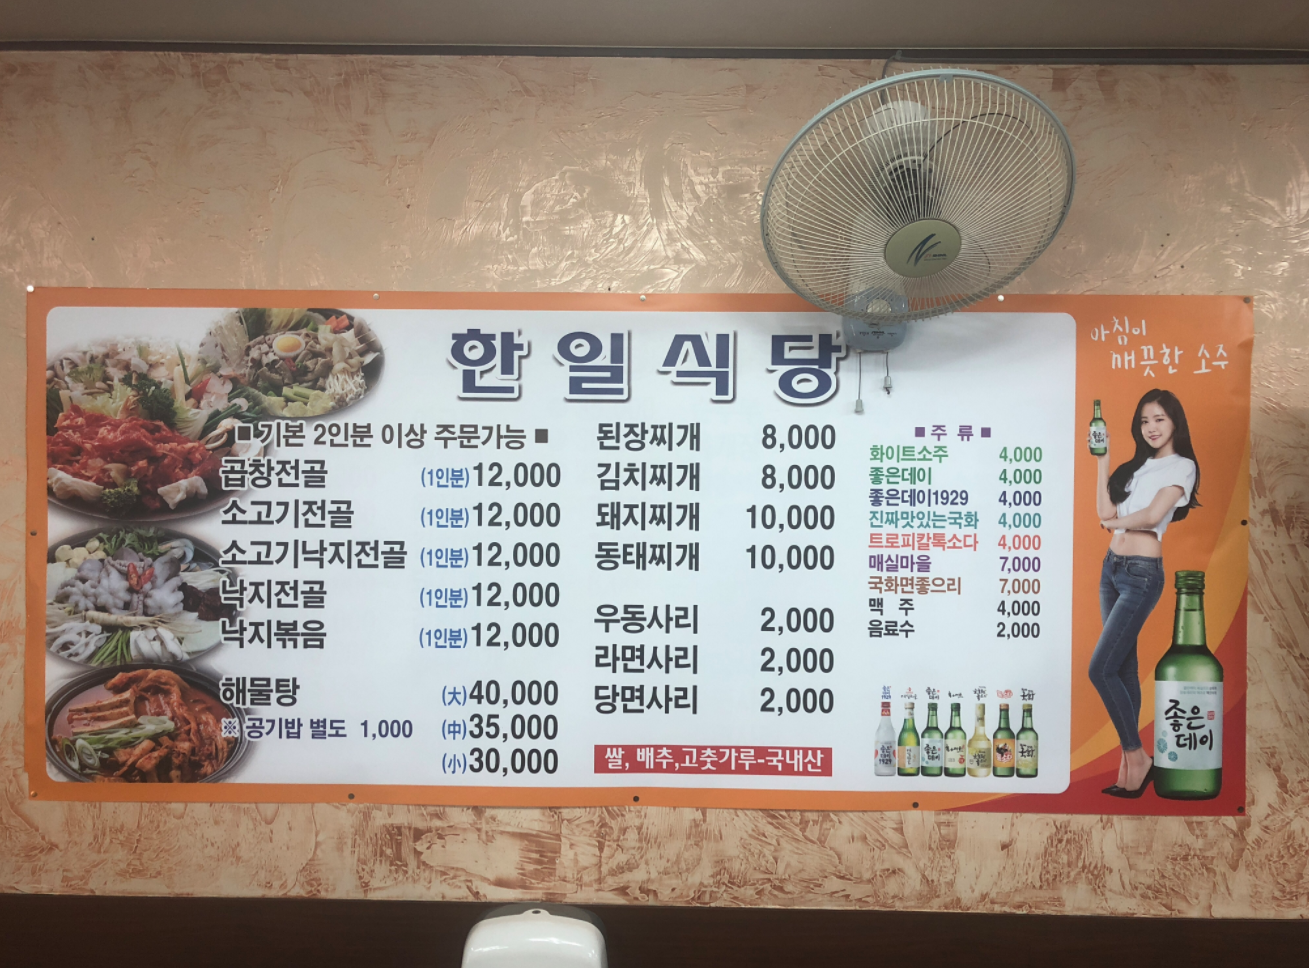 한일식당
■ 기본 2인분 이상 주문가능 ■
곱창전골 (1인분)12,000
소고기전골 (1인분)12,000
소고기낙지전골 (1인분)12,000
낙지전골 (1인분)12,000
낙지볶음 (1인분)12,000
해물탕 (大)40,000
※ 공기밥 별도 1,000 (中)35,000
(小)30,000
된장찌개 8,000
김치찌개 8,000
돼지찌개 10,000
동태찌개 10,000
우동사리 2,000
라면사리 2,000
당면사리 2,000
쌀, 배추,고춧가루-국내산
■ 주 류 ■
화이트소주 4,000
좋은데이 4,000
좋은데이1929 4,000
진짜맛있는국화 4,000
트로피칼톡소다 4,000
매실마을 7,000
국화면좋으리 7,000
맥 주 4,000
음료수 2,000
아침이
깨끗한 소주
좋은
데이